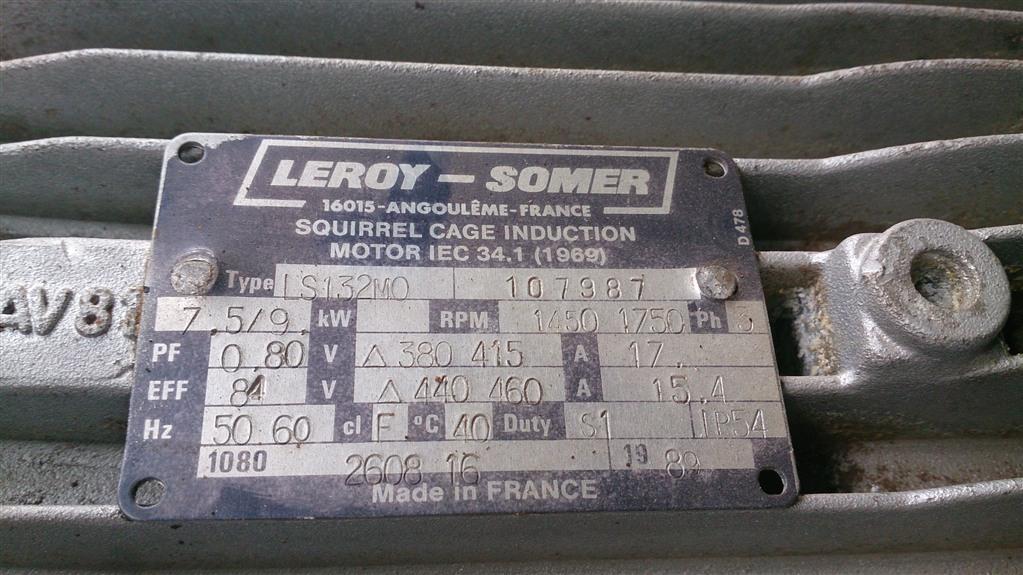 LEROY-SOMER
16015-ANGOULÊME-FRANCE
SQUIRREL CAGE INDUCTION
MOTOR IEC 34.1 (1969)
D 478
Type LS132MO 107987
7.5/9. kW RPM 1450 1750 Ph 3
PF 0,80 V △ 380 415 A 17.
EFF 84 V △ 440 460 A 15.4
Hz 50 60 cl F °C 40 Duty S1 IP54
1080 2608 16 19 89
Made in FRANCE